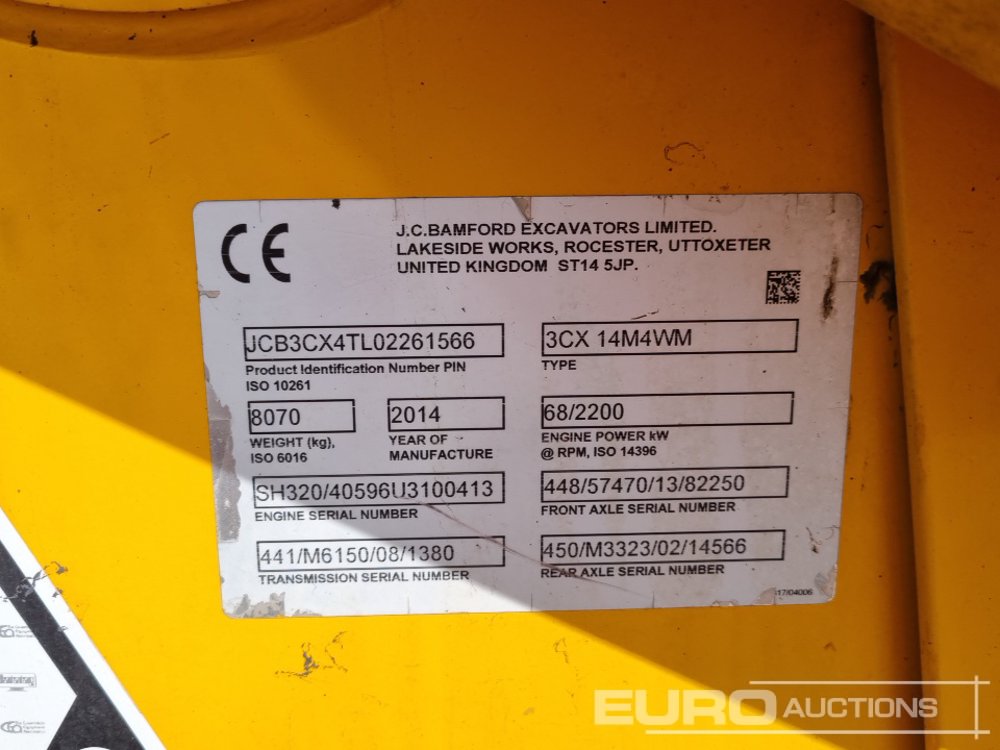 CE
J.C.BAMFORD EXCAVATORS LIMITED.
LAKESIDE WORKS, ROCESTER, UTTOXETER
UNITED KINGDOM ST14 5JP.
JCB3CX4TL02261566
Product Identification Number PIN
ISO 10261
3CX 14M4WM
TYPE
8070
WEIGHT (kg),
ISO 6016
2014
YEAR OF
MANUFACTURE
68/2200
ENGINE POWER kW
@ RPM, ISO 14396
SH320/40596U3100413
ENGINE SERIAL NUMBER
448/57470/13/82250
FRONT AXLE SERIAL NUMBER
441/M6150/08/1380
TRANSMISSION SERIAL NUMBER
450/M3323/02/14566
REAR AXLE SERIAL NUMBER
817/04006
EURO AUCTIONS